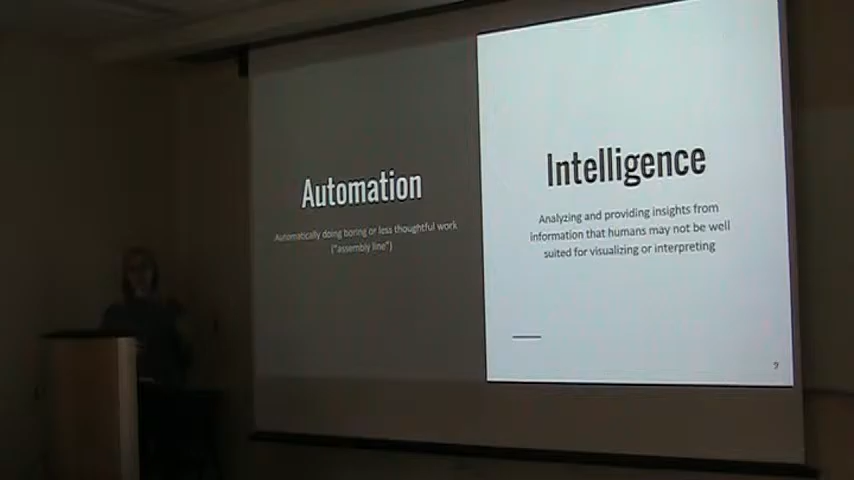 Automation
Automatically doing boring or less thoughtful work
("assembly line")
Intelligence
Analyzing and providing insights from
information that humans may not be well
suited for visualizing or interpreting